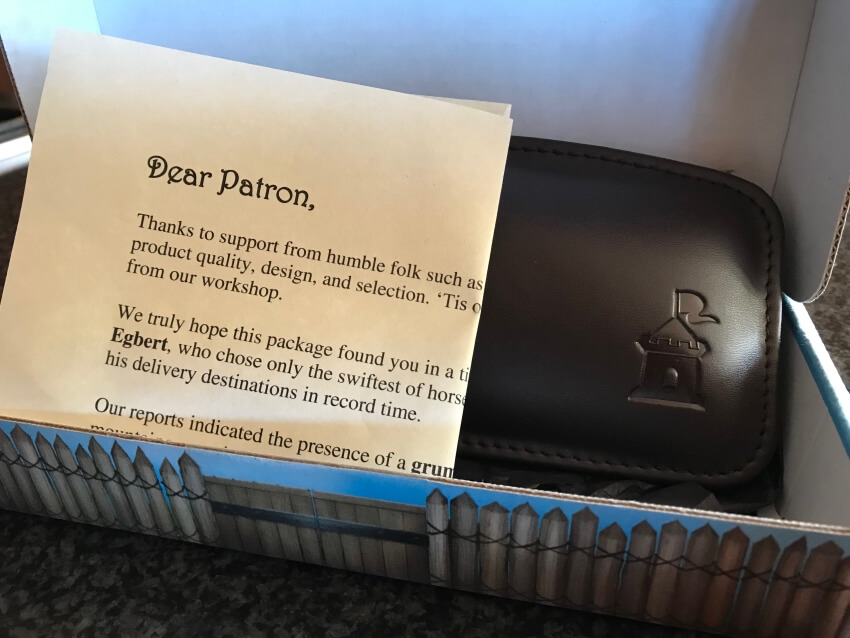 Dear Patron,
Thanks to support from humble folk such as
product quality, design, and selection. ‘Tis o
from our workshop.
We truly hope this package found you in a ti
Egbert, who chose only the swiftest of horse
his delivery destinations in record time.
Our reports indicated the presence of a grum